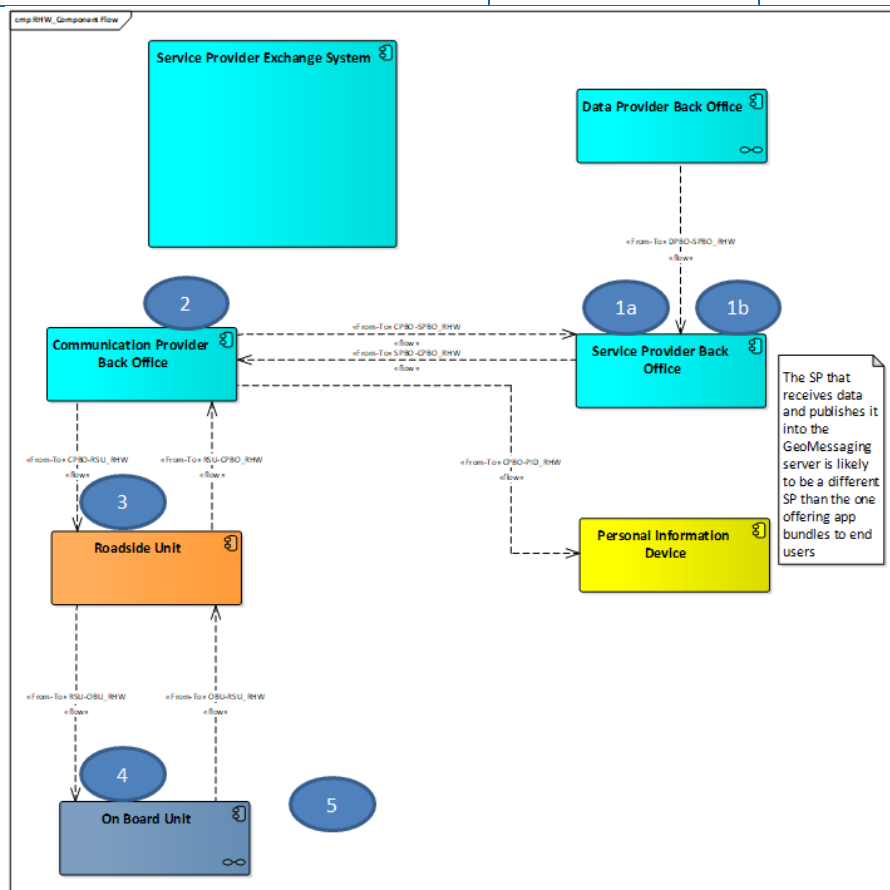 cmp RHW_Component Flow
Service Provider Exchange System
Data Provider Back Office
«From-To» DPBO-SPBO_RHW
«flow»
2
1a
1b
«From-To» CPBO-SPBO_RHW
«flow»
Communication Provider
Back Office
«From-To» SPBO-CPBO_RHW
«flow»
Service Provider Back
Office
The SP that
receives data
and publishes it
into the
GeoMessaging
server is likely
to be a different
SP than the one
offering app
bundles to end
users
«From-To» CPBO-RSU_RHW
«flow»
«From-To» RSU-CPBO_RHW
«flow»
«From-To» CPBO-PID_RHW
«flow»
3
Roadside Unit
Personal Information
Device
«From-To» RSU-OBU_RHW
«flow»
«From-To» OBU-RSU_RHW
«flow»
4
On Board Unit
5